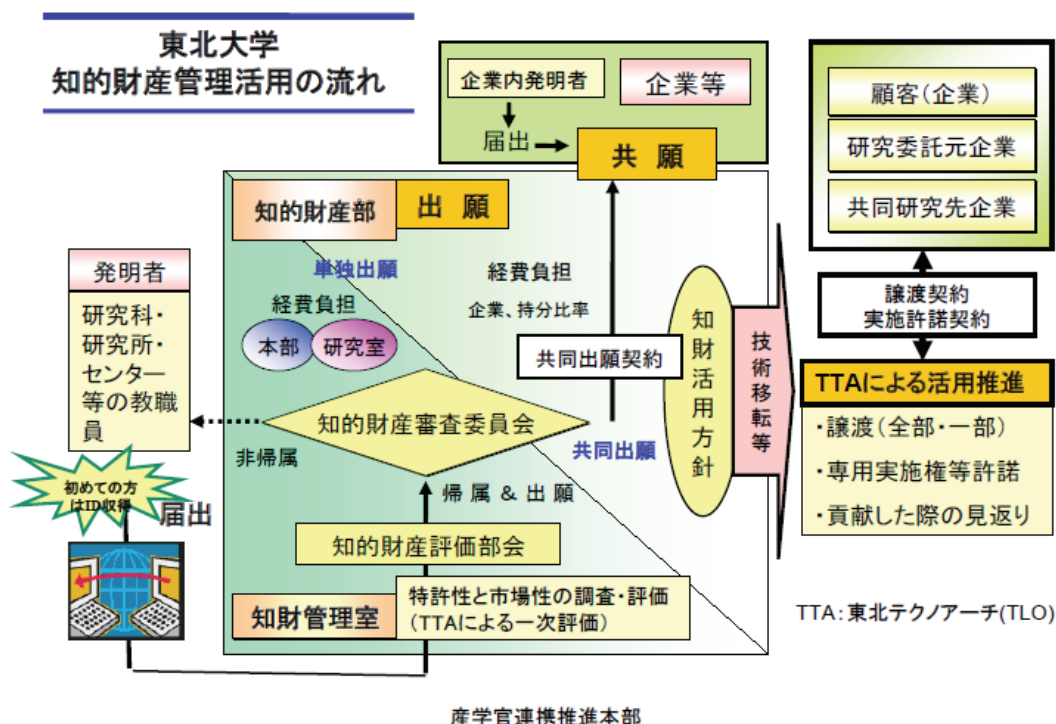 東北大学
知的財産管理活用の流れ
企業内発明者
企業等
届出
共 願
顧客(企業)
研究委託元企業
共同研究先企業
知的財産部
出 願
単独出願
経費負担
本部
研究室
経費負担
企業、持分比率
共同出願契約
知財活用方針
技術移転等
譲渡契約
実施許諾契約
TTAによる活用推進
・譲渡(全部・一部)
・専用実施権等許諾
・貢献した際の見返り
発明者
研究科・
研究所・
センター
等の教職
員
知的財産審査委員会
非帰属
共同出願
初めての方
はID収得
届出
帰 属 & 出 願
知的財産評価部会
知財管理室
特許性と市場性の調査・評価
(TTAによる一次評価)
TTA:東北テクノアーチ(TLO)
産学官連携推進本部